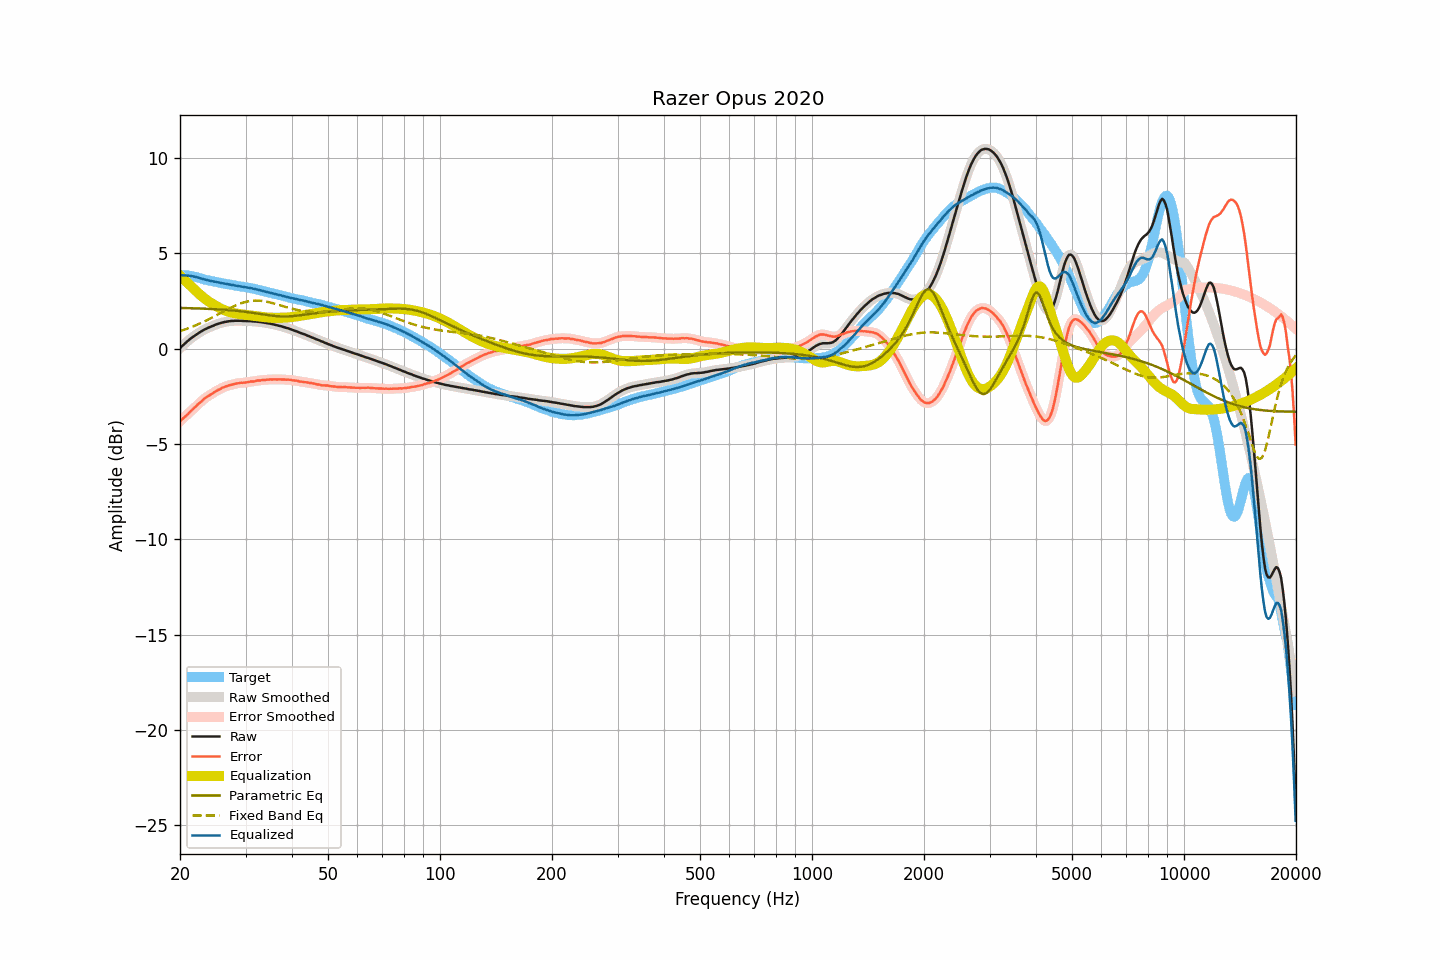 Razer Opus 2020
Amplitude (dBr)
10
5
0
−5
−10
−15
−20
−25
Target
Raw Smoothed
Error Smoothed
Raw
Error
Equalization
Parametric Eq
Fixed Band Eq
Equalized
20 50 100 200 500 1000 2000 5000 10000 20000
Frequency (Hz)